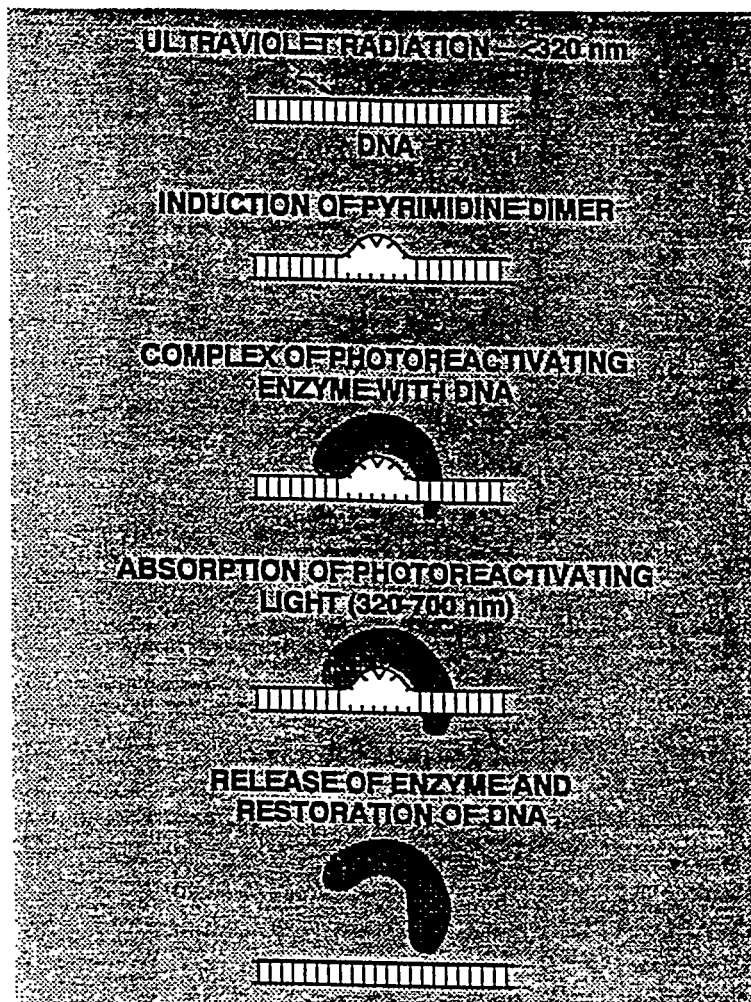 ULTRAVIOLET RADIATION—<320 nm
DNA
INDUCTION OF PYRIMIDINE DIMER
COMPLEX OF PHOTOREACTIVATING
ENZYME WITH DNA
ABSORPTION OF PHOTOREACTIVATING
LIGHT (320-700 nm)
RELEASE OF ENZYME AND
RESTORATION OF DNA